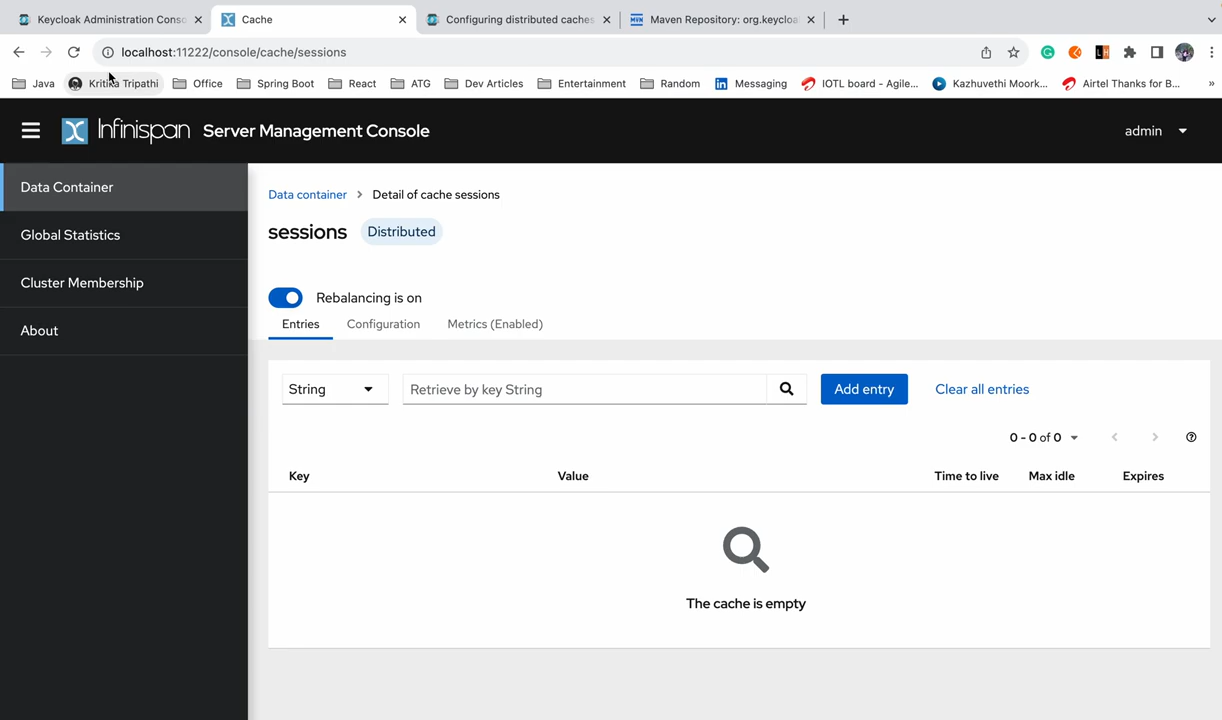 Keycloak Administration Conso
Cache
Configuring distributed caches
Maven Repository: org.keycloa
localhost:11222/console/cache/sessions
Java
Kritika Tripathi
Office
Spring Boot
React
ATG
Dev Articles
Entertainment
Random
Messaging
IOTL board - Agile...
Kazhuvethi Moork...
Airtel Thanks for B...
»
Infinispan
Server Management Console
admin
Data Container
Global Statistics
Cluster Membership
About
Data container > Detail of cache sessions
sessions Distributed
Rebalancing is on
Entries Configuration Metrics (Enabled)
String Retrieve by key String Add entry Clear all entries
0 - 0 of 0
Key Value Time to live Max idle Expires
The cache is empty